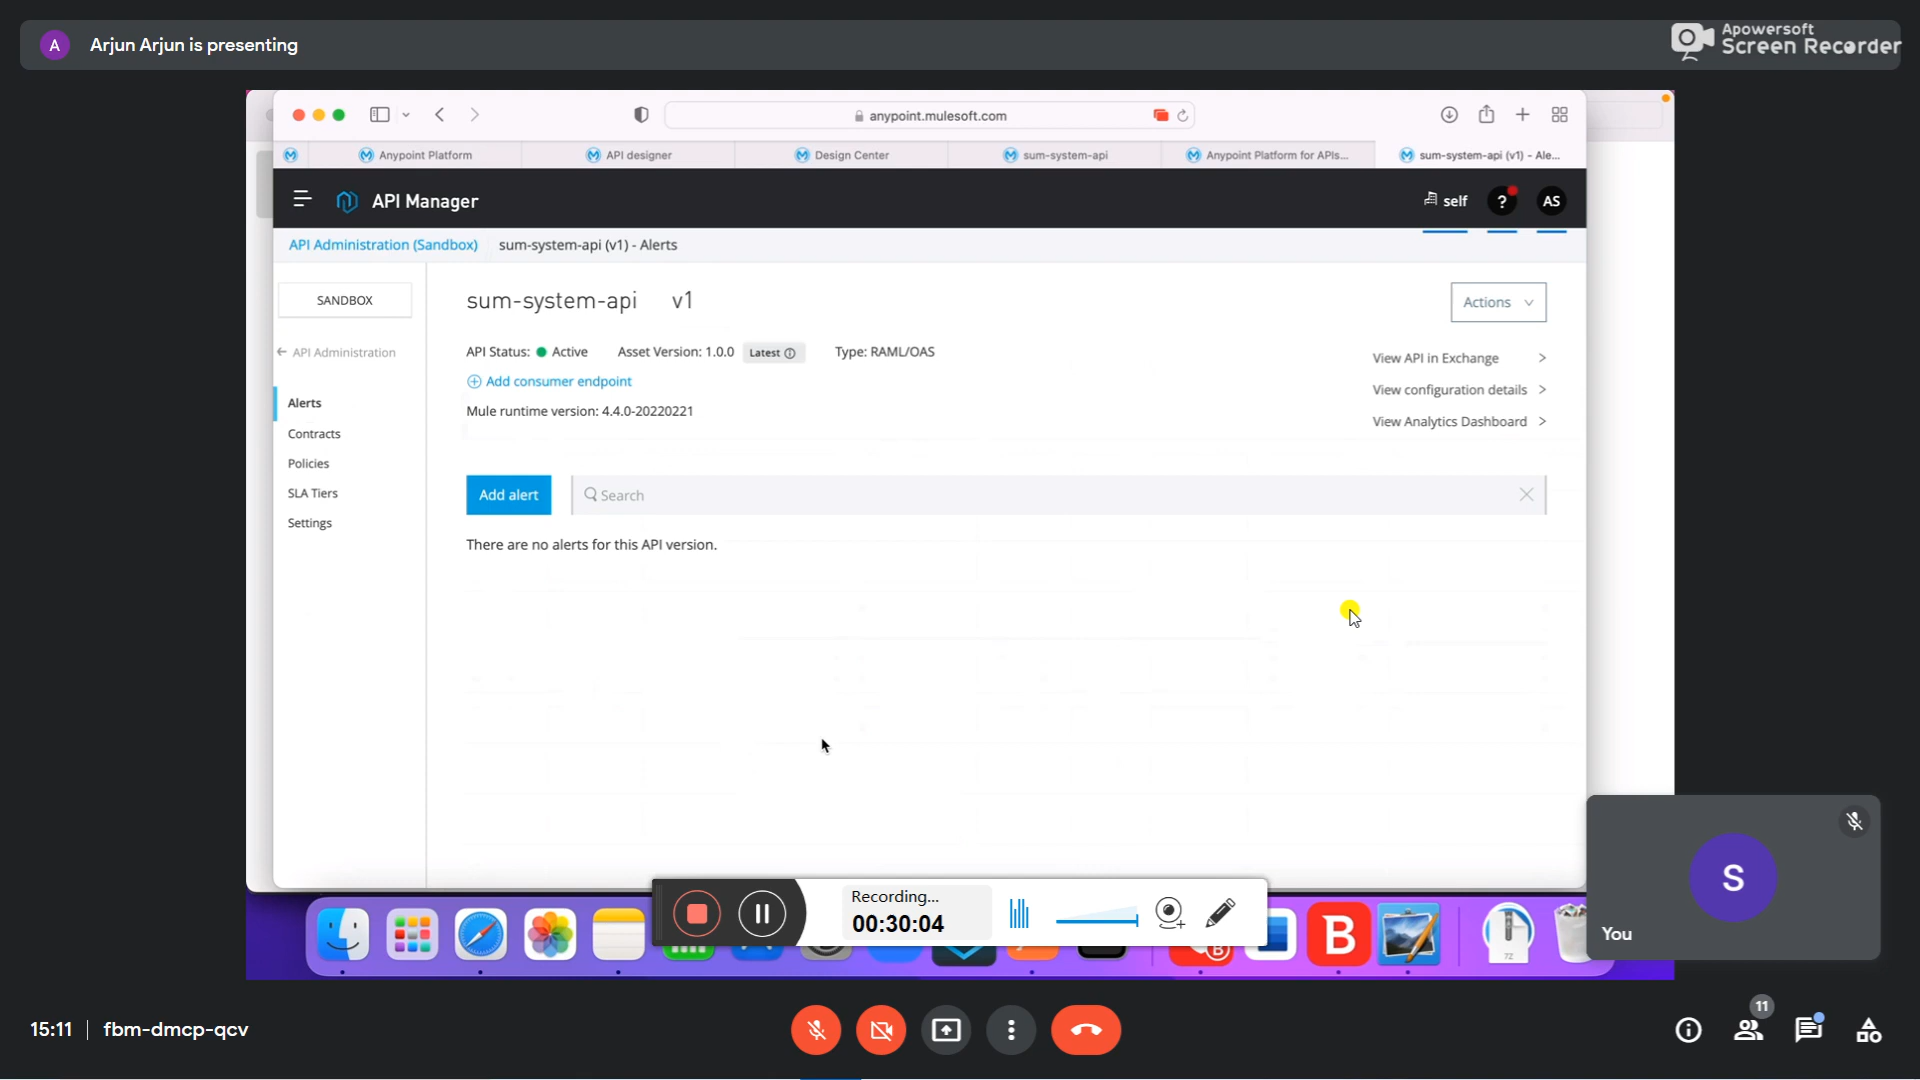 A
Arjun Arjun is presenting
Apowersoft
Screen Recorder
anypoint.mulesoft.com
Anypoint Platform
API designer
Design Center
sum-system-api
Anypoint Platform for APIs...
sum-system-api (v1) - Ale...
API Manager
self
?
AS
API Administration (Sandbox)
sum-system-api (v1) - Alerts
SANDBOX
API Administration
Alerts
Contracts
Policies
SLA Tiers
Settings
sum-system-api v1
Actions
API Status: Active
Asset Version: 1.0.0
Latest
Type: RAML/OAS
Add consumer endpoint
Mule runtime version: 4.4.0-20220221
View API in Exchange >
View configuration details >
View Analytics Dashboard >
Add alert
Search
There are no alerts for this API version.
Recording...
00:30:04
B
B
7Z
S
You
15:11
fbm-dmcp-qcv
11